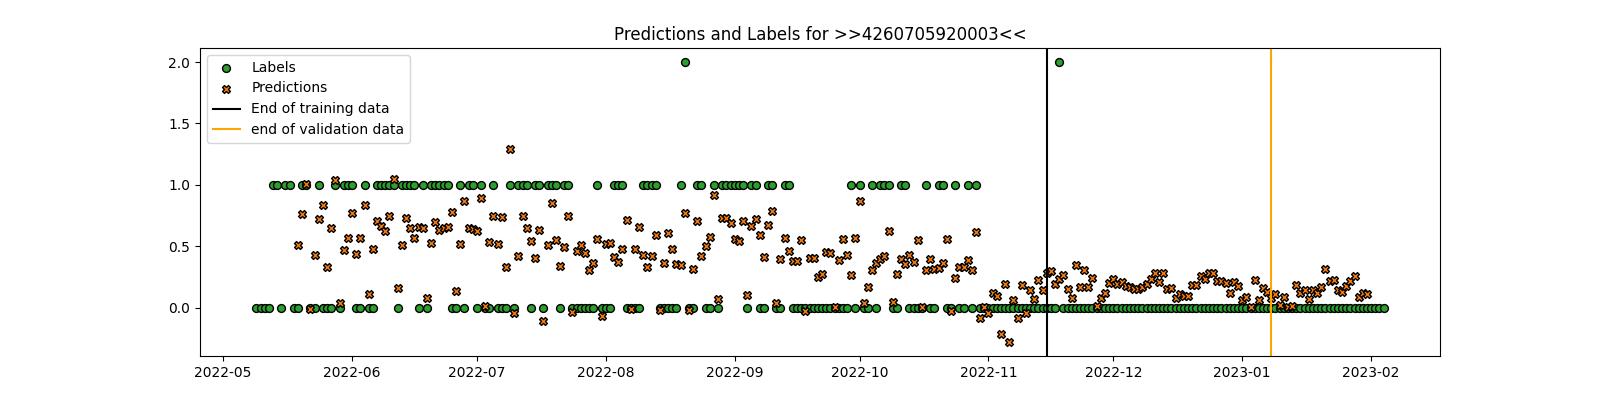 Predictions and Labels for >>4260705920003<<
Labels
Predictions
End of training data
end of validation data
2.0
1.5
1.0
0.5
0.0
2022-05 2022-06 2022-07 2022-08 2022-09 2022-10 2022-11 2022-12 2023-01 2023-02